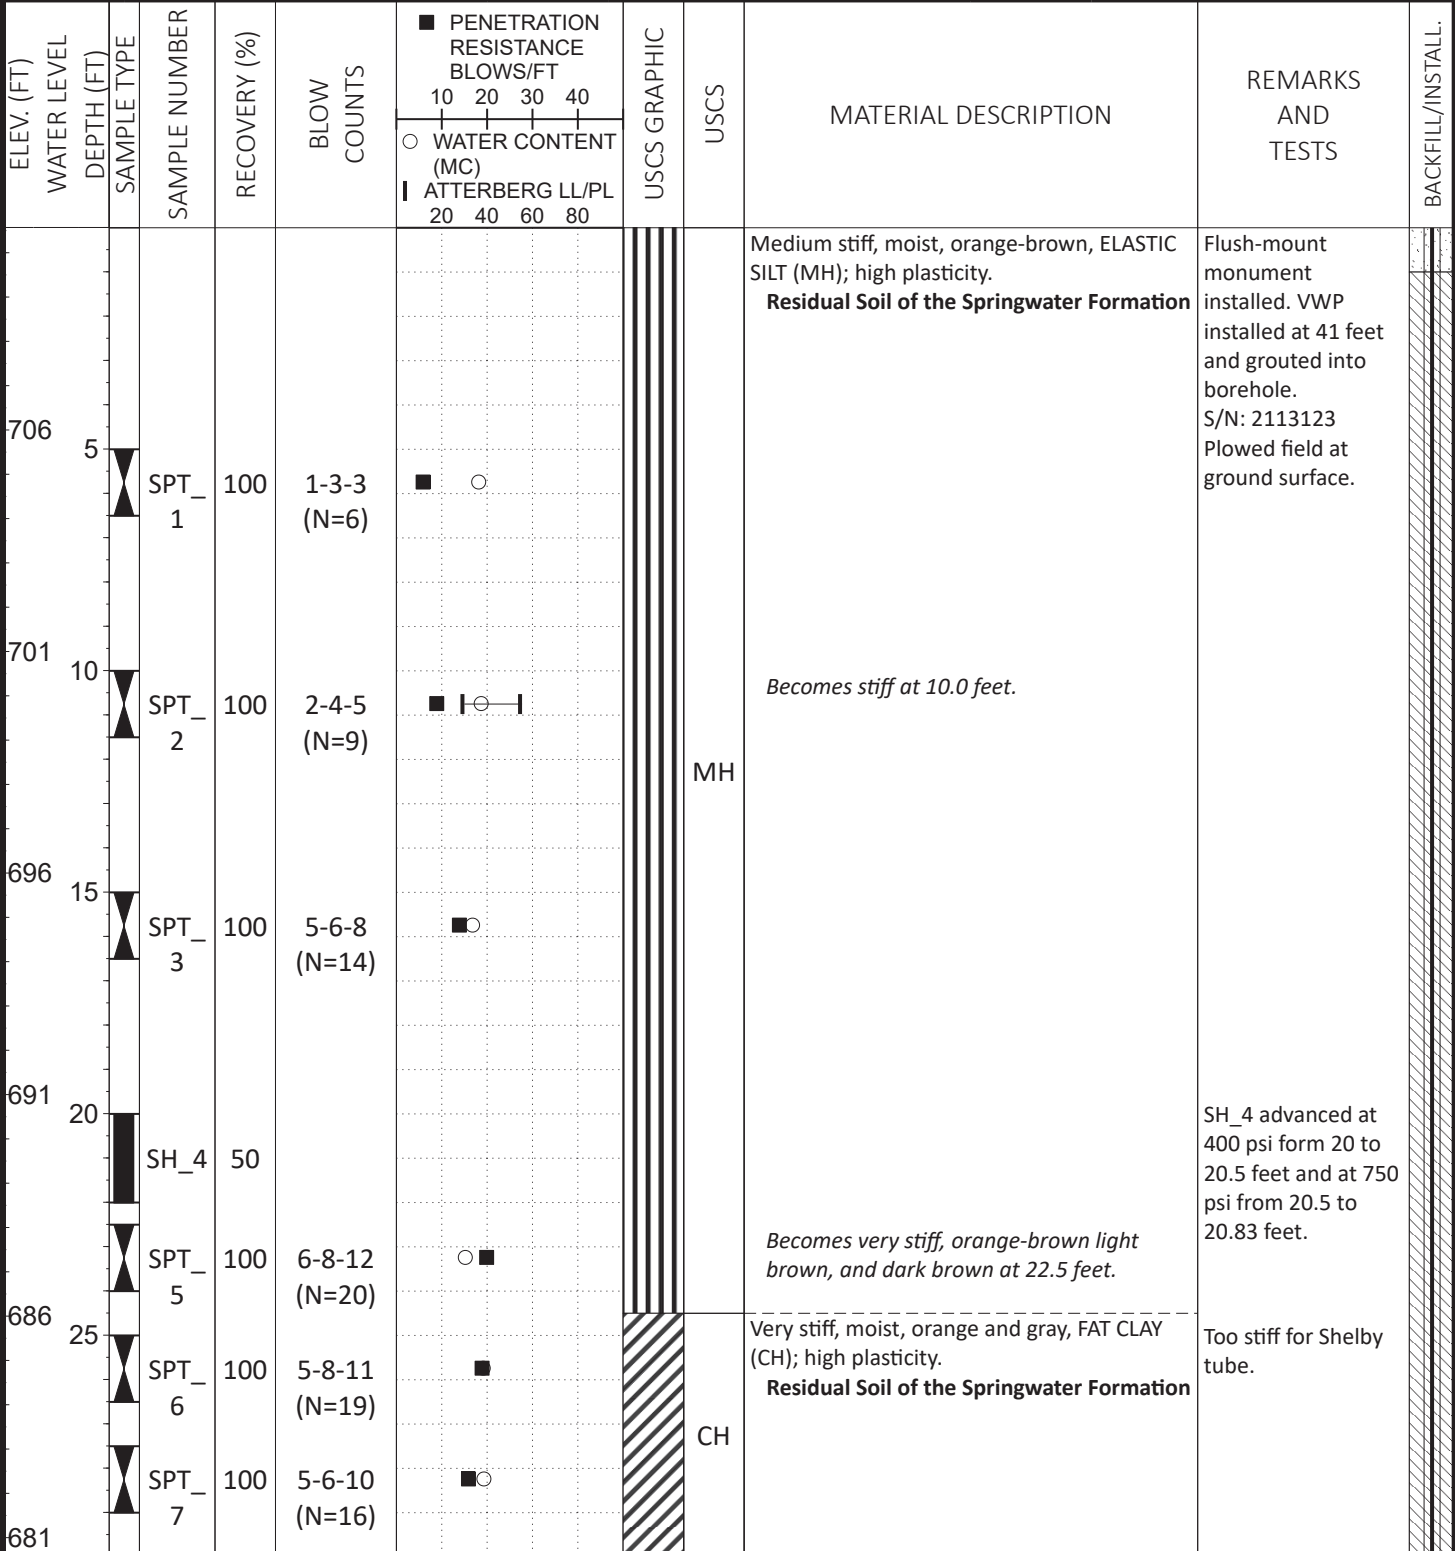 ELEV. (FT)
WATER LEVEL
DEPTH (FT)
SAMPLE TYPE
SAMPLE NUMBER
RECOVERY (%)
BLOW
COUNTS
■ PENETRATION
RESISTANCE
BLOWS/FT
10 20 30 40
○ WATER CONTENT
(MC)
ATTERBERG LL/PL
20 40 60 80
USCS GRAPHIC
USCS
MATERIAL DESCRIPTION
REMARKS
AND
TESTS
BACKFILL/INSTALL.
Medium stiff, moist, orange-brown, ELASTIC
SILT (MH); high plasticity.
Residual Soil of the Springwater Formation
Flush-mount
monument
installed. VWP
installed at 41 feet
and grouted into
borehole.
S/N: 2113123
Plowed field at
ground surface.
706
5
SPT_
1
100
1-3-3
(N=6)
701
10
SPT_
2
100
2-4-5
(N=9)
Becomes stiff at 10.0 feet.
MH
696
15
SPT_
3
100
5-6-8
(N=14)
691
20
SH_4
50
SH_4 advanced at
400 psi form 20 to
20.5 feet and at 750
psi from 20.5 to
20.83 feet.
SPT_
5
100
6-8-12
(N=20)
Becomes very stiff, orange-brown light
brown, and dark brown at 22.5 feet.
686
25
Very stiff, moist, orange and gray, FAT CLAY
(CH); high plasticity.
Residual Soil of the Springwater Formation
Too stiff for Shelby
tube.
SPT_
6
100
5-8-11
(N=19)
CH
SPT_
7
100
5-6-10
(N=16)
681